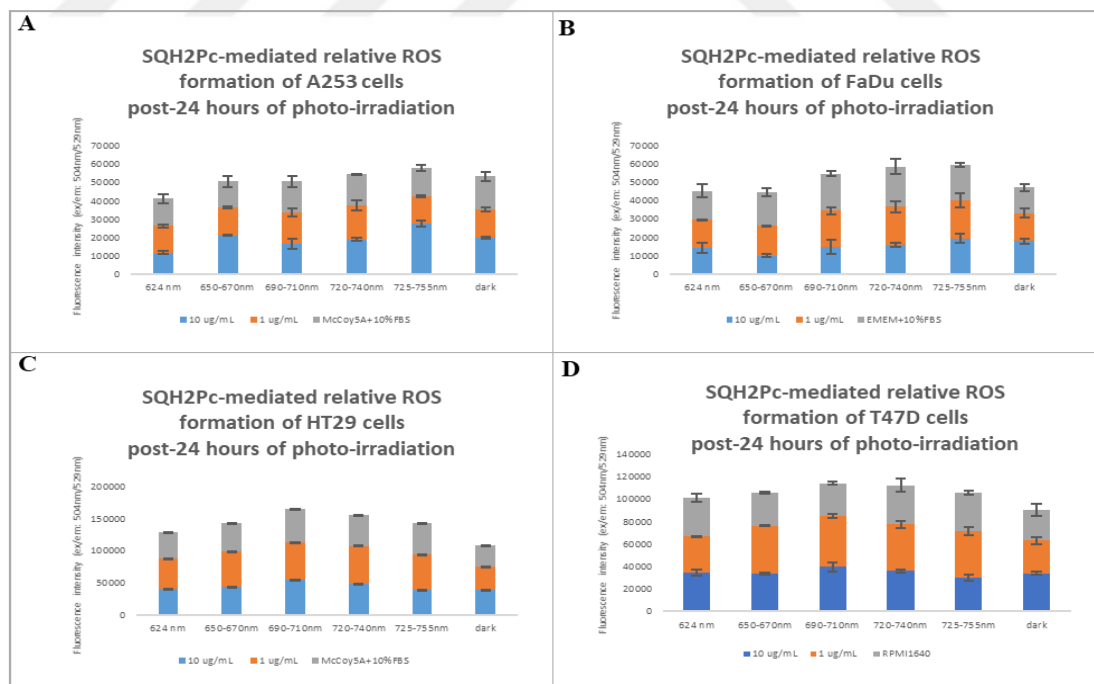 A
SQH2Pc-mediated relative ROS
formation of A253 cells
post-24 hours of photo-irradiation
Fluorescence intensity (ex/em: 504nm/529nm)
70000
60000
50000
40000
30000
20000
10000
0
624 nm 650-670nm 690-710nm 720-740nm 725-755nm dark
10 ug/mL 1 ug/mL McCoy5A+10%FBS
B
SQH2Pc-mediated relative ROS
formation of FaDu cells
post-24 hours of photo-irradiation
Fluorescence intensity (ex/em: 504nm/529nm)
70000
60000
50000
40000
30000
20000
10000
0
624 nm 650-670nm 690-710nm 720-740nm 725-755nm dark
10 ug/mL 1 ug/mL EMEM+10%FBS
C
SQH2Pc-mediated relative ROS
formation of HT29 cells
post-24 hours of photo-irradiation
Fluorescence intensity (ex/em: 504nm/529nm)
200000
150000
100000
50000
0
624 nm 650-670nm 690-710nm 720-740nm 725-755nm dark
10 ug/mL 1 ug/mL McCoy5A+10%FBS
D
SQH2Pc-mediated relative ROS
formation of T47D cells
post-24 hours of photo-irradiation
Fluorescence intensity (ex/em: 504nm/529nm)
140000
120000
100000
80000
60000
40000
20000
0
624 nm 650-670nm 690-710nm 720-740nm 725-755nm dark
10 ug/mL 1 ug/mL RPMI1640